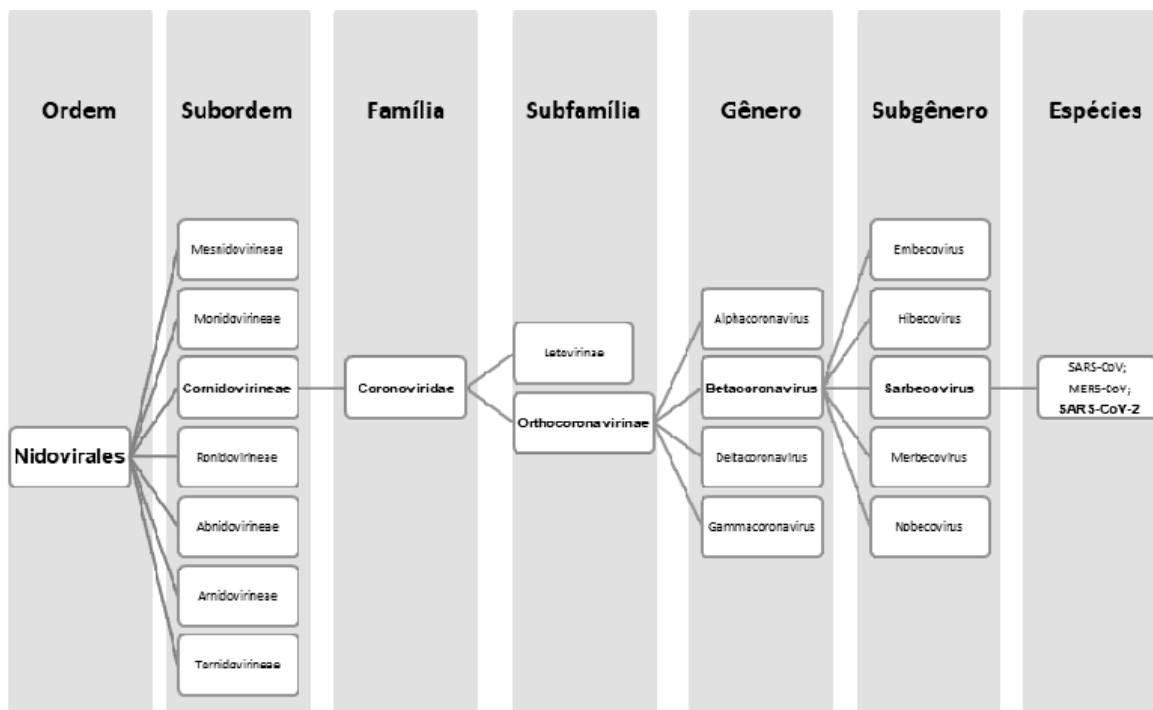 Ordem
Subordem
Família
Subfamília
Gênero
Subgênero
Espécies
Nidovirales
Mesnidovirineae
Monidovirineae
Cornidovirineae
Ronidovirineae
Abnidovirineae
Arnidovirineae
Tornidovirineae
Coronoviridae
Letovirinae
Orthocoronavirinae
Alphacoronavirus
Betacoronavirus
Deltacoronavirus
Gammacoronavirus
Embecovirus
Hibecovirus
Sarbecovirus
Merbecovirus
Nobecovirus
SARS-CoV;
MERS-CoV;
SARS-CoV-2